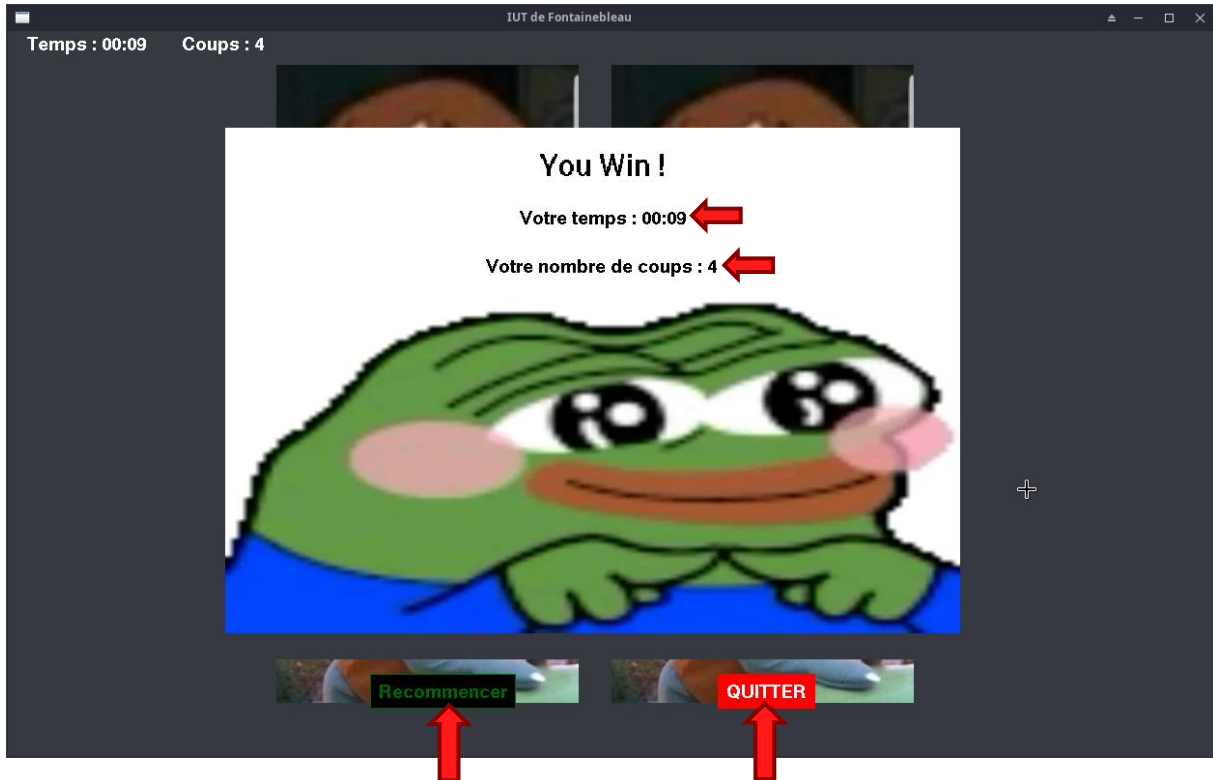 IUT de Fontainebleau
Temps : 00:09 Coups : 4
You Win !
Votre temps : 00:09
Votre nombre de coups : 4
Recommencer QUITTER